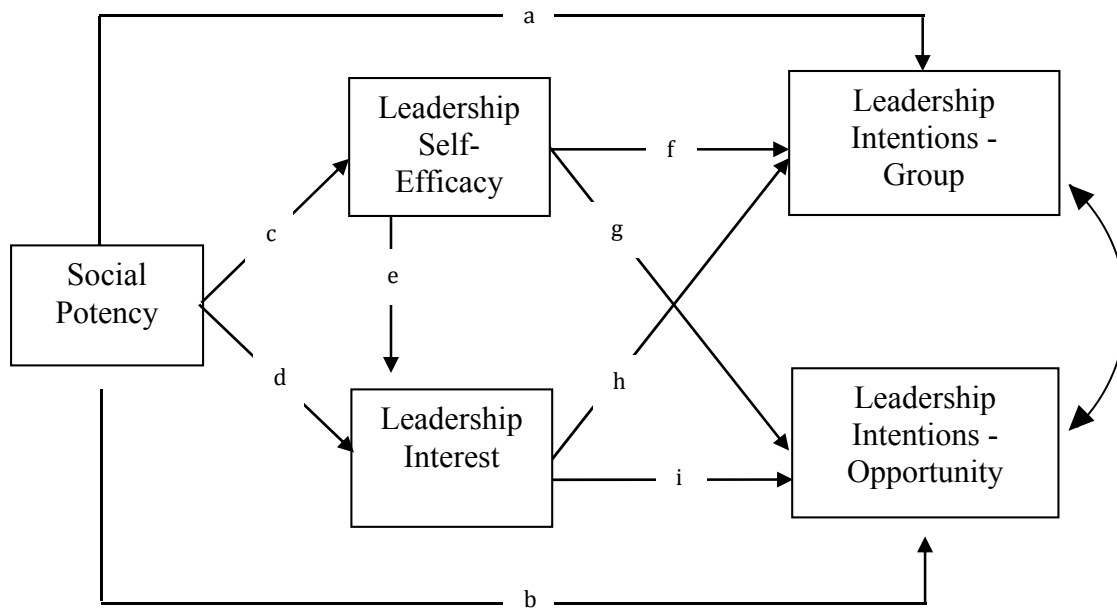 a
Leadership
Self-
Efficacy
Leadership
Intentions -
Group
f
c
g
e
Social
Potency
d
h
Leadership
Interest
Leadership
Intentions -
Opportunity
i
b